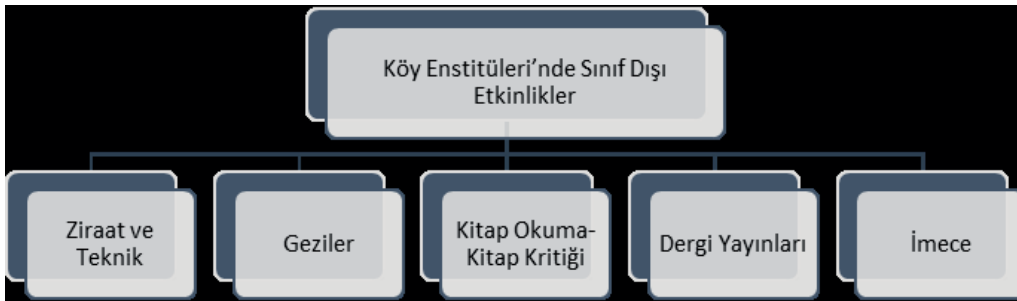 Köy Enstitüleri’nde Sınıf Dışı
Etkinlikler
Ziraat ve
Teknik
Geziler
Kitap Okuma-
Kitap Kritiği
Dergi Yayınları
İmece